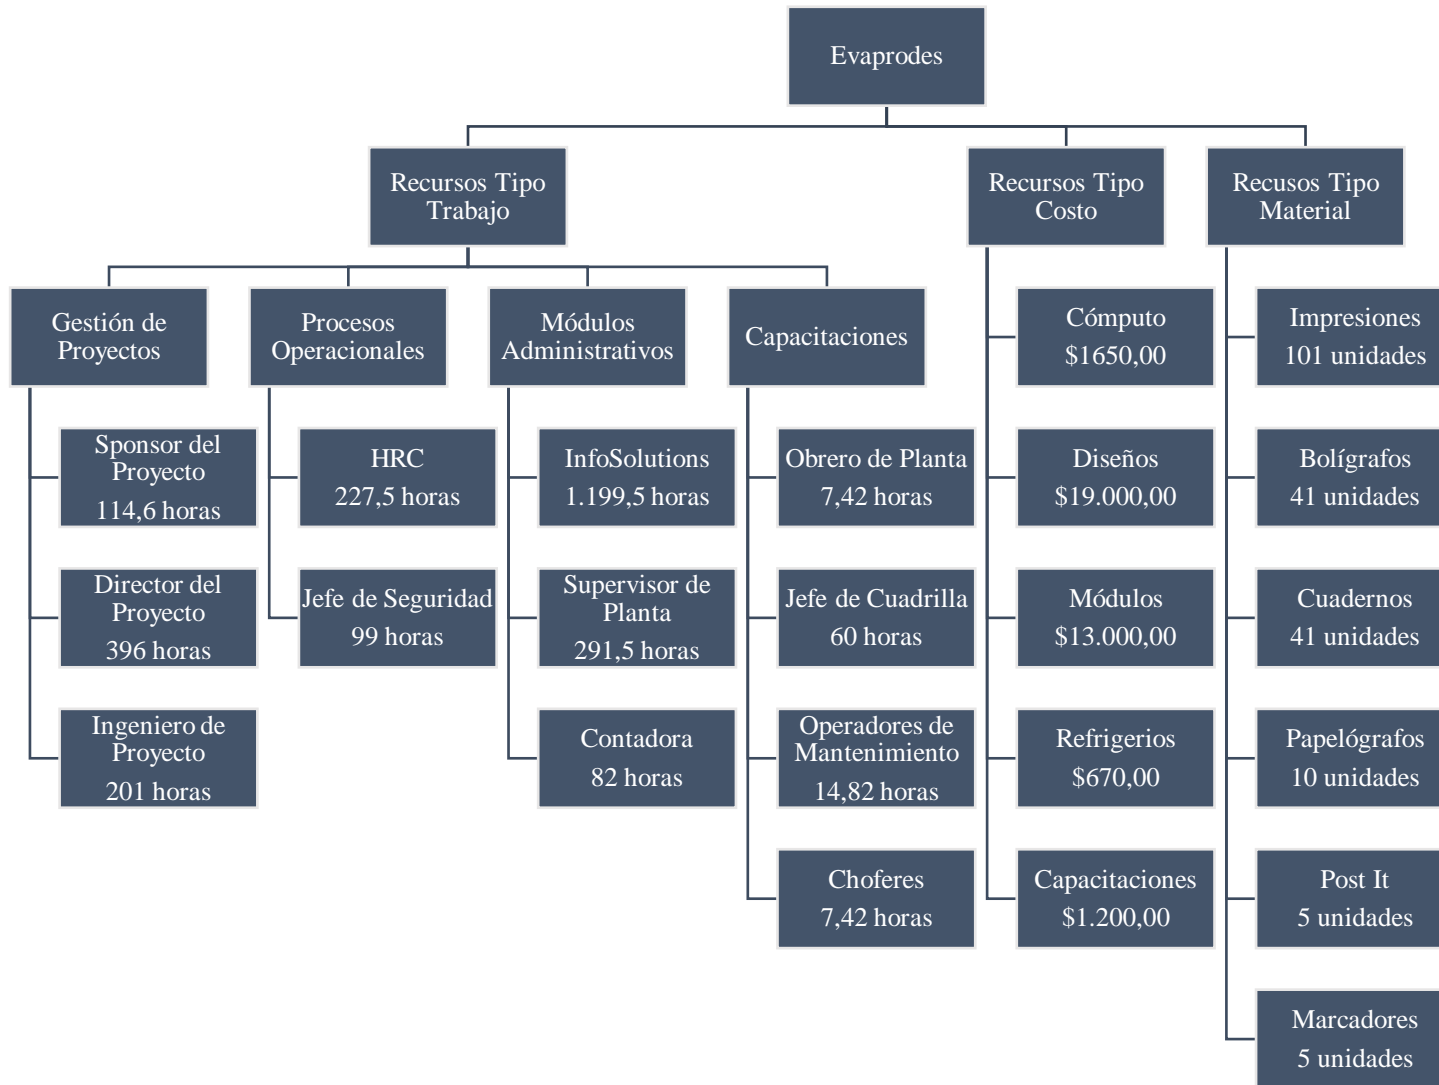 Evaprodes
Recursos Tipo
Trabajo
Recursos Tipo
Costo
Recusos Tipo
Material
Gestión de
Proyectos
Procesos
Operacionales
Módulos
Administrativos
Capacitaciones
Sponsor del
Proyecto
114,6 horas
Director del
Proyecto
396 horas
Ingeniero de
Proyecto
201 horas
HRC
227,5 horas
Jefe de Seguridad
99 horas
InfoSolutions
1.199,5 horas
Supervisor de
Planta
291,5 horas
Contadora
82 horas
Obrero de Planta
7,42 horas
Jefe de Cuadrilla
60 horas
Operadores de
Mantenimiento
14,82 horas
Choferes
7,42 horas
Cómputo
$1650,00
Diseños
$19.000,00
Módulos
$13.000,00
Refrigerios
$670,00
Capacitaciones
$1.200,00
Impresiones
101 unidades
Bolígrafos
41 unidades
Cuadernos
41 unidades
Papelógrafos
10 unidades
Post It
5 unidades
Marcadores
5 unidades